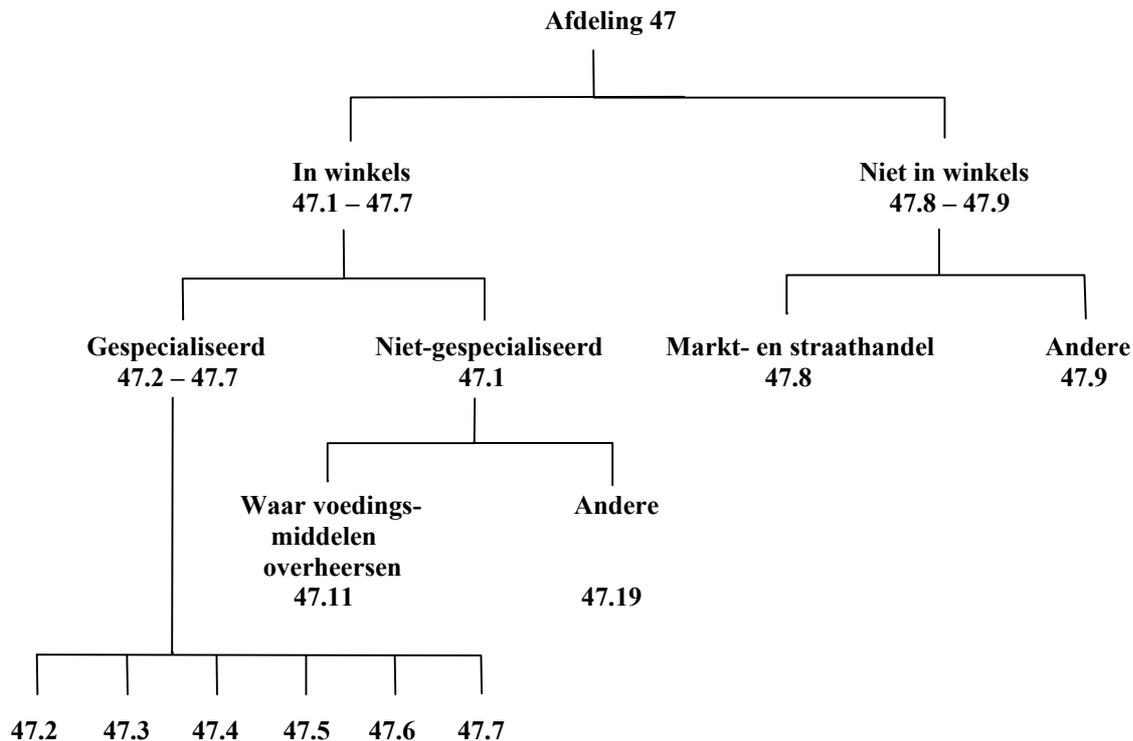 Afdeling 47
In winkels
47.1 – 47.7
Niet in winkels
47.8 – 47.9
Gespecialiseerd
47.2 – 47.7
Niet-gespecialiseerd
47.1
Markt- en straathandel
47.8
Andere
47.9
Waar voedings-
middelen
overheersen
47.11
Andere
47.19
47.2
47.3
47.4
47.5
47.6
47.7